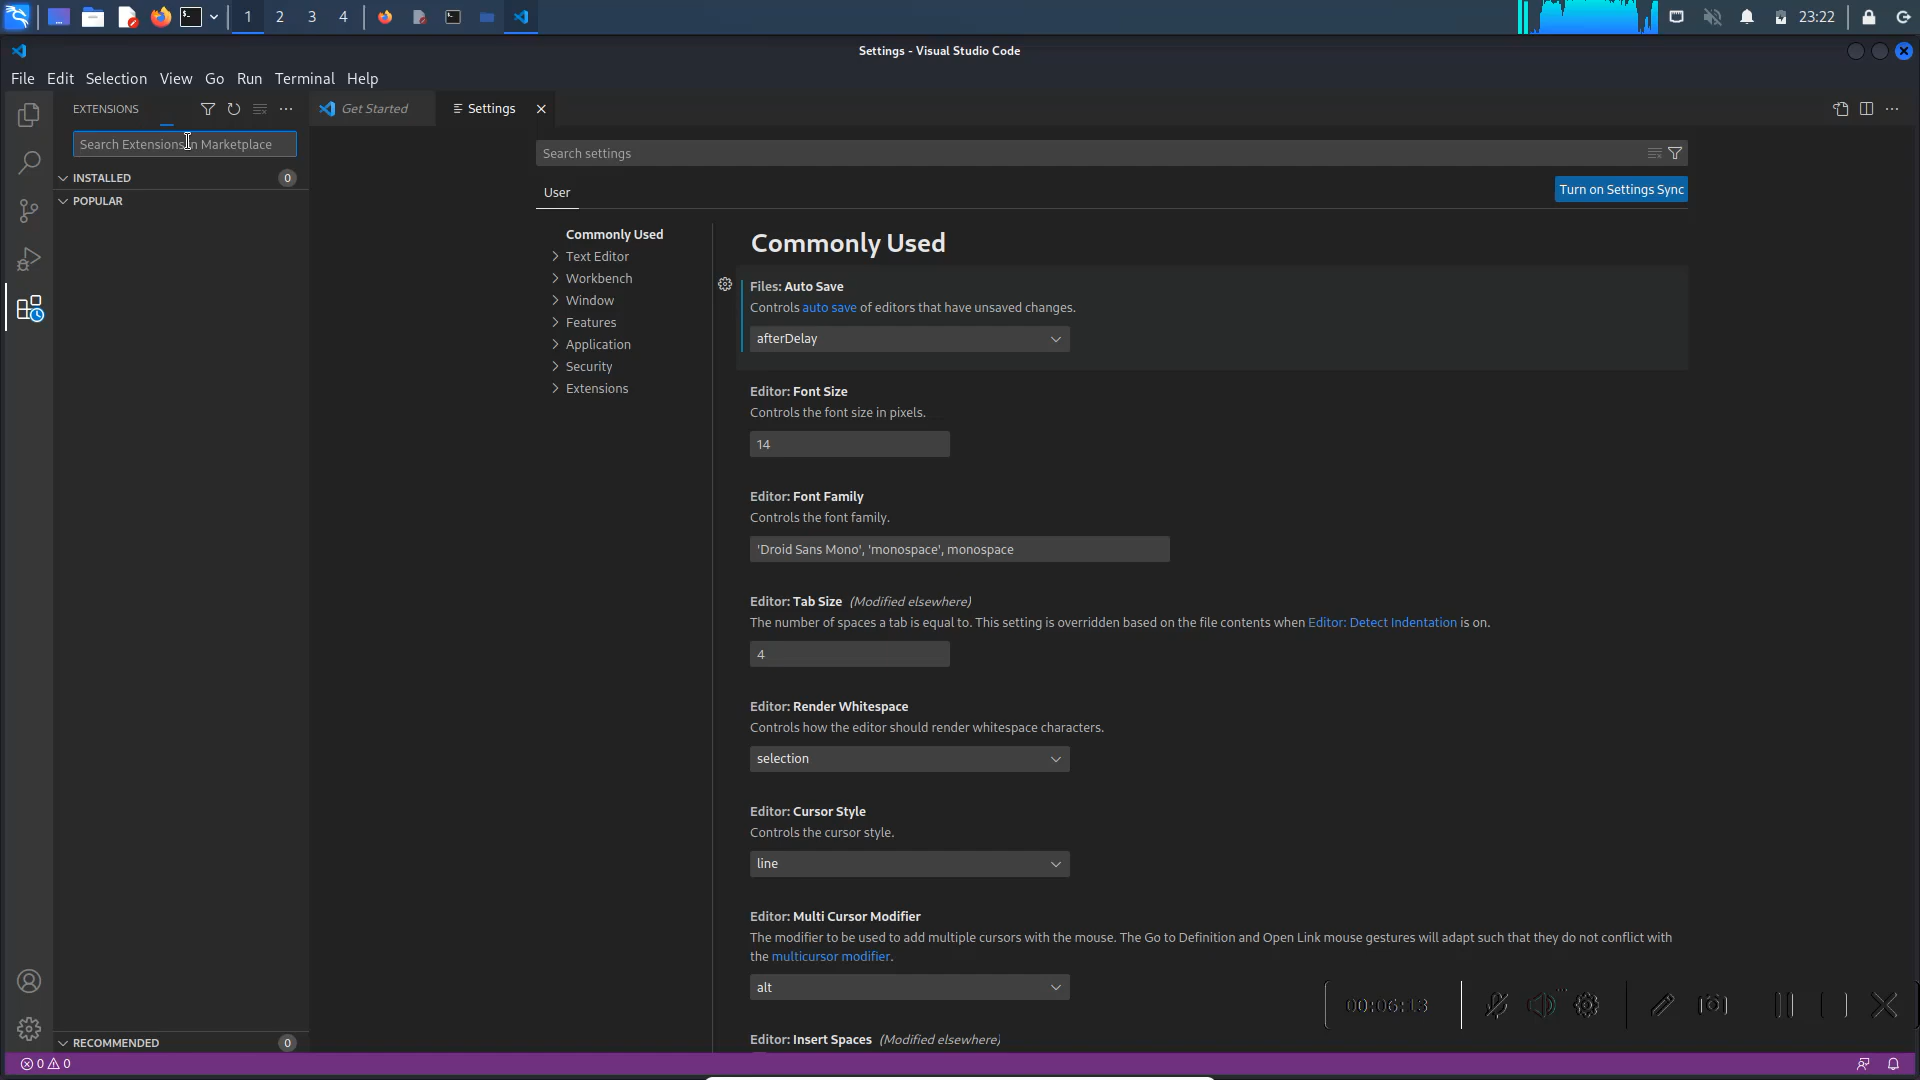 1 2 3 4 23:22
Settings - Visual Studio Code
File Edit Selection View Go Run Terminal Help
EXTENSIONS
Get Started
Settings
Search Extensions in Marketplace
INSTALLED 0
POPULAR
RECOMMENDED 0
Search settings
User
Turn on Settings Sync
Commonly Used
Text Editor
Workbench
Window
Features
Application
Security
Extensions
Commonly Used
Files: Auto Save
Controls auto save of editors that have unsaved changes.
afterDelay
Editor: Font Size
Controls the font size in pixels.
14
Editor: Font Family
Controls the font family.
'Droid Sans Mono', 'monospace', monospace
Editor: Tab Size (Modified elsewhere)
The number of spaces a tab is equal to. This setting is overridden based on the file contents when Editor: Detect Indentation is on.
4
Editor: Render Whitespace
Controls how the editor should render whitespace characters.
selection
Editor: Cursor Style
Controls the cursor style.
line
Editor: Multi Cursor Modifier
The modifier to be used to add multiple cursors with the mouse. The Go to Definition and Open Link mouse gestures will adapt such that they do not conflict with
the multicursor modifier.
alt
00:06:13
Editor: Insert Spaces (Modified elsewhere)
0 0